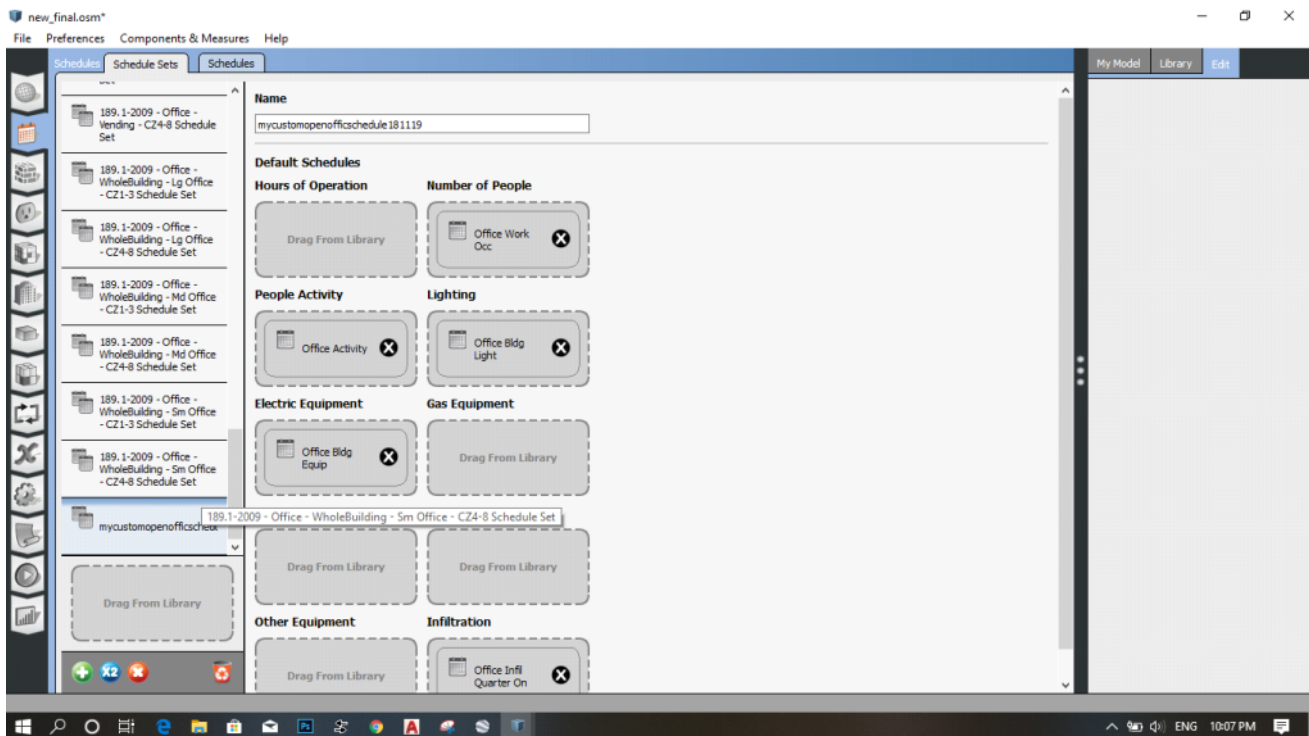 new_final.osm*
File Preferences Components & Measures Help
Schedules Schedule Sets Schedules
My Model Library Edit
189.1-2009 - Office -
Vending - CZ4-8 Schedule
Set
189.1-2009 - Office -
WholeBuilding - Lg Office
- CZ1-3 Schedule Set
189.1-2009 - Office -
WholeBuilding - Lg Office
- CZ4-8 Schedule Set
189.1-2009 - Office -
WholeBuilding - Md Office
- CZ1-3 Schedule Set
189.1-2009 - Office -
WholeBuilding - Md Office
- CZ4-8 Schedule Set
189.1-2009 - Office -
WholeBuilding - Sm Office
- CZ1-3 Schedule Set
189.1-2009 - Office -
WholeBuilding - Sm Office
- CZ4-8 Schedule Set
189.1-2009 - Office - WholeBuilding - Sm Office - CZ4-8 Schedule Set
Drag From Library
X2
Name
mycustomopenofficschedule181119
Default Schedules
Hours of Operation Number of People
Drag From Library
Office Work
Occ
People Activity Lighting
Office Activity
Office Bldg
Light
Electric Equipment Gas Equipment
Office Bldg
Equip
Drag From Library
Drag From Library Drag From Library
Other Equipment Infiltration
Drag From Library
Office Infil
Quarter On
Ps
ENG 10:07 PM